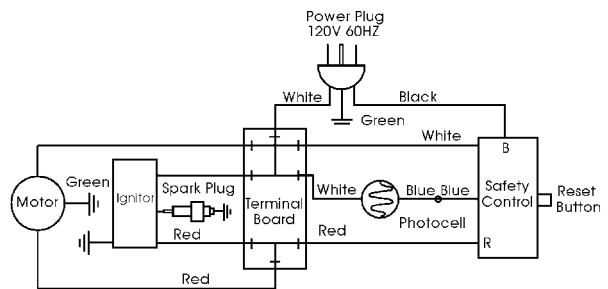 Power Plug
120V 60HZ
White
Black
Green
White
B
Green
Ignitor
Spark Plug
Motor
Terminal
Board
White
Blue
Blue
Safety
Control
Reset
Button
Photocell
Red
Red
R
Red